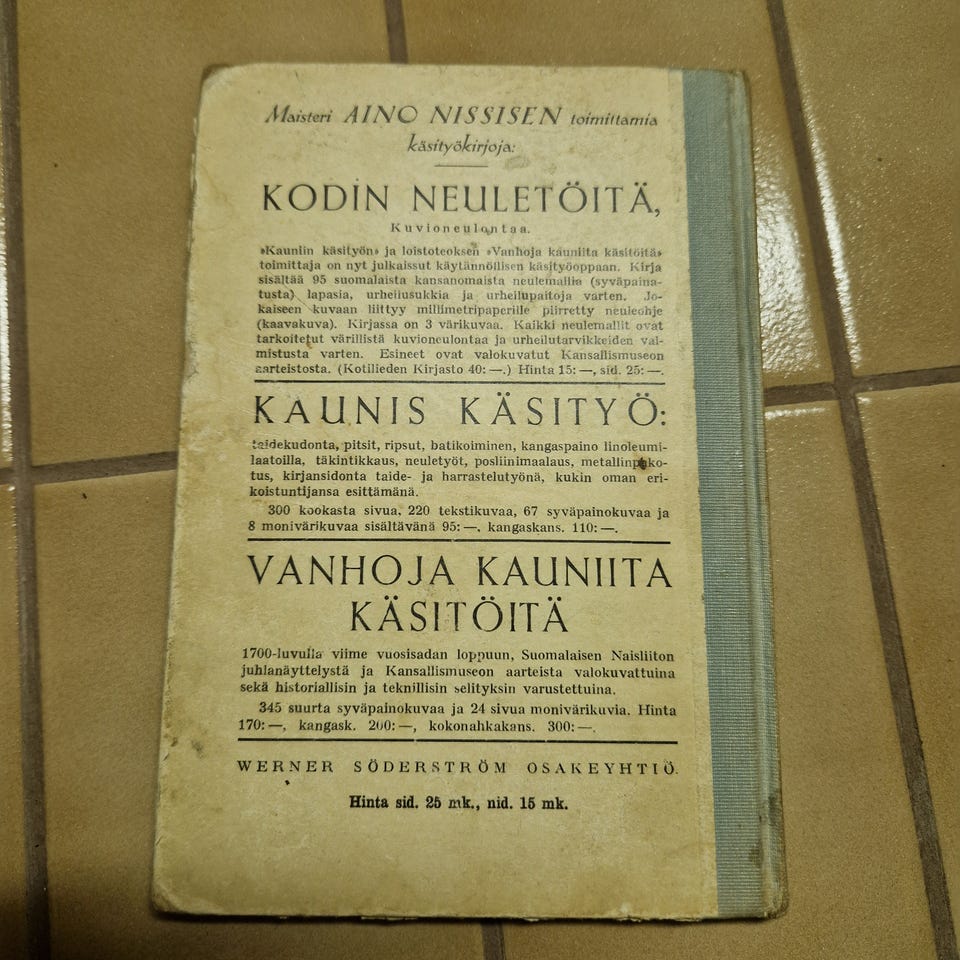 Maisteri AINO NISSISEN toimittamia
käsityökirjoja:
KODIN NEULETÖITÄ,
Kuvioneulontaa.
»Kauniin käsityön» ja loistoteoksen »Vanhoja kauniita käsitöitä»
toimittaja on nyt julkaissut käytännöllisen käsityöoppaan. Kirja
sisältää 95 suomalaista kansanomaista neulemallia (syväpaina-
tusta) lapasia, urheilusukkia ja urheilupaitoja varten. Jo-
kaiseen kuvaan liittyy millimetripaperille piirretty neuleohje
(kaavakuva). Kirjassa on 3 värikuvaa. Kaikki neulemallit ovat
tarkoitetut värillistä kuvioneulontaa ja urheilutarvikkeiden val-
mistusta varten. Esineet ovat valokuvatut Kansallismuseon
aarteistosta. (Kotilieden Kirjasto 40: —.) Hinta 15: —, sid. 25: —.
KAUNIS KÄSITYÖ:
taidekudonta, pitsit, ripsut, batikoiminen, kangaspaino linoleumi-
laatoilla, täkintikkaus, neuletyöt, posliinimaalaus, metallinpako-
tus, kirjansidonta taide- ja harrastelutyönä, kukin oman eri-
koistuntijansa esittämänä.
300 kookasta sivua, 220 tekstikuvaa, 67 syväpainokuvaa ja
8 monivärikuvaa sisältävänä 95: —, kangaskans. 110: —.
VANHOJA KAUNIITA
KÄSITÖITÄ
1700-luvulla viime vuosisadan loppuun, Suomalaisen Naisliiton
juhlanäyttelystä ja Kansallismuseon aarteista valokuvattuina
sekä historiallisin ja teknillisin selityksin varustettuina.
345 suurta syväpainokuvaa ja 24 sivua monivärikuvia. Hinta
170: —, kangask. 200: —, kokonahkakans. 300: —.
WERNER SÖDERSTRÖM OSAKEYHTIÖ.
Hinta sid. 25 mk., nid. 15 mk.